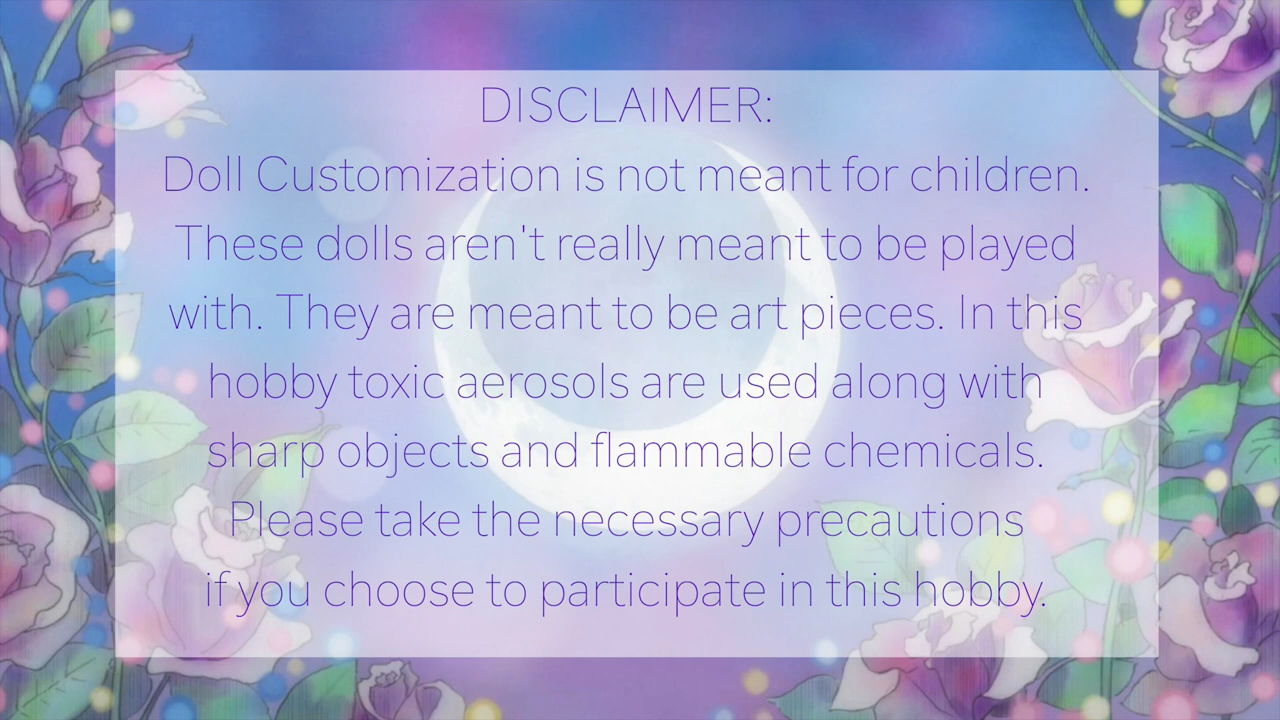 DISCLAIMER:
Doll Customization is not meant for children.
These dolls aren't really meant to be played
with. They are meant to be art pieces. In this
hobby toxic aerosols are used along with
sharp objects and flammable chemicals.
Please take the necessary precautions
if you choose to participate in this hobby.